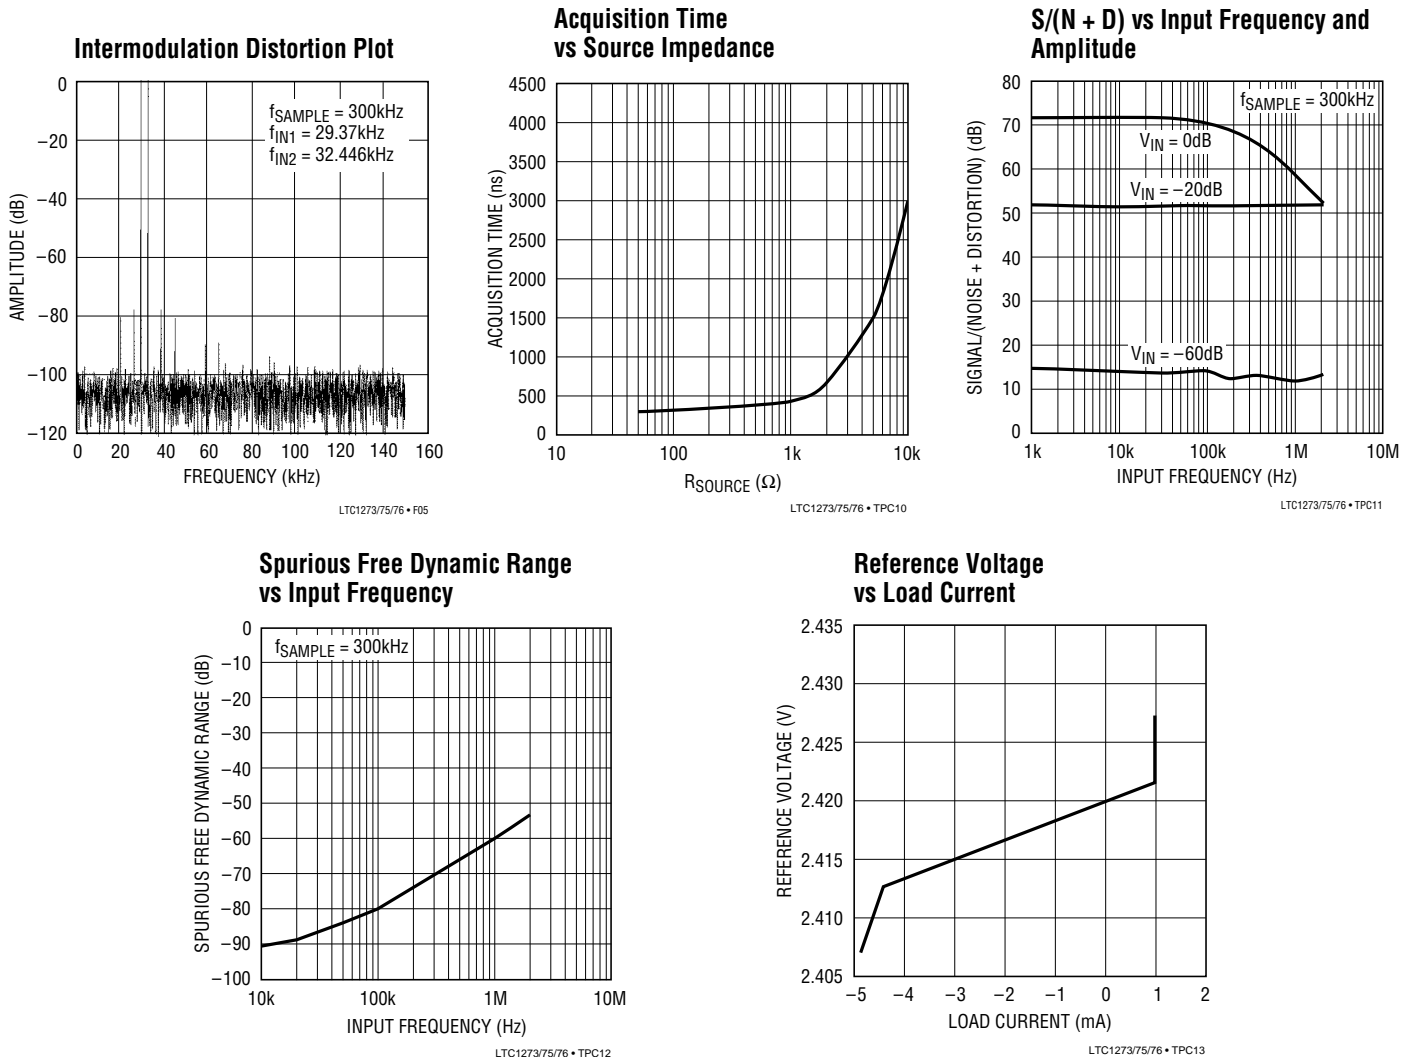 Intermodulation Distortion Plot
0
−20
−40
−60
−80
−100
−120
AMPLITUDE (dB)
fSAMPLE = 300kHz
fIN1 = 29.37kHz
fIN2 = 32.446kHz
0 20 40 60 80 100 120 140 160
FREQUENCY (kHz)
LTC1273/75/76 • F05
Acquisition Time
vs Source Impedance
4500
4000
3500
3000
2500
2000
1500
1000
500
0
ACQUISITION TIME (ns)
10 100 1k 10k
RSOURCE (Ω)
LTC1273/75/76 • TPC10
S/(N + D) vs Input Frequency and
Amplitude
80
70
60
50
40
30
20
10
0
SIGNAL/(NOISE + DISTORTION) (dB)
fSAMPLE = 300kHz
VIN = 0dB
VIN = −20dB
VIN = −60dB
1k 10k 100k 1M 10M
INPUT FREQUENCY (Hz)
LTC1273/75/76 • TPC11
Spurious Free Dynamic Range
vs Input Frequency
0
−10
−20
−30
−40
−50
−60
−70
−80
−90
−100
SPURIOUS FREE DYNAMIC RANGE (dB)
fSAMPLE = 300kHz
10k 100k 1M 10M
INPUT FREQUENCY (Hz)
LTC1273/75/76 • TPC12
Reference Voltage
vs Load Current
2.435
2.430
2.425
2.420
2.415
2.410
2.405
REFERENCE VOLTAGE (V)
−5 −4 −3 −2 −1 0 1 2
LOAD CURRENT (mA)
LTC1273/75/76 • TPC13